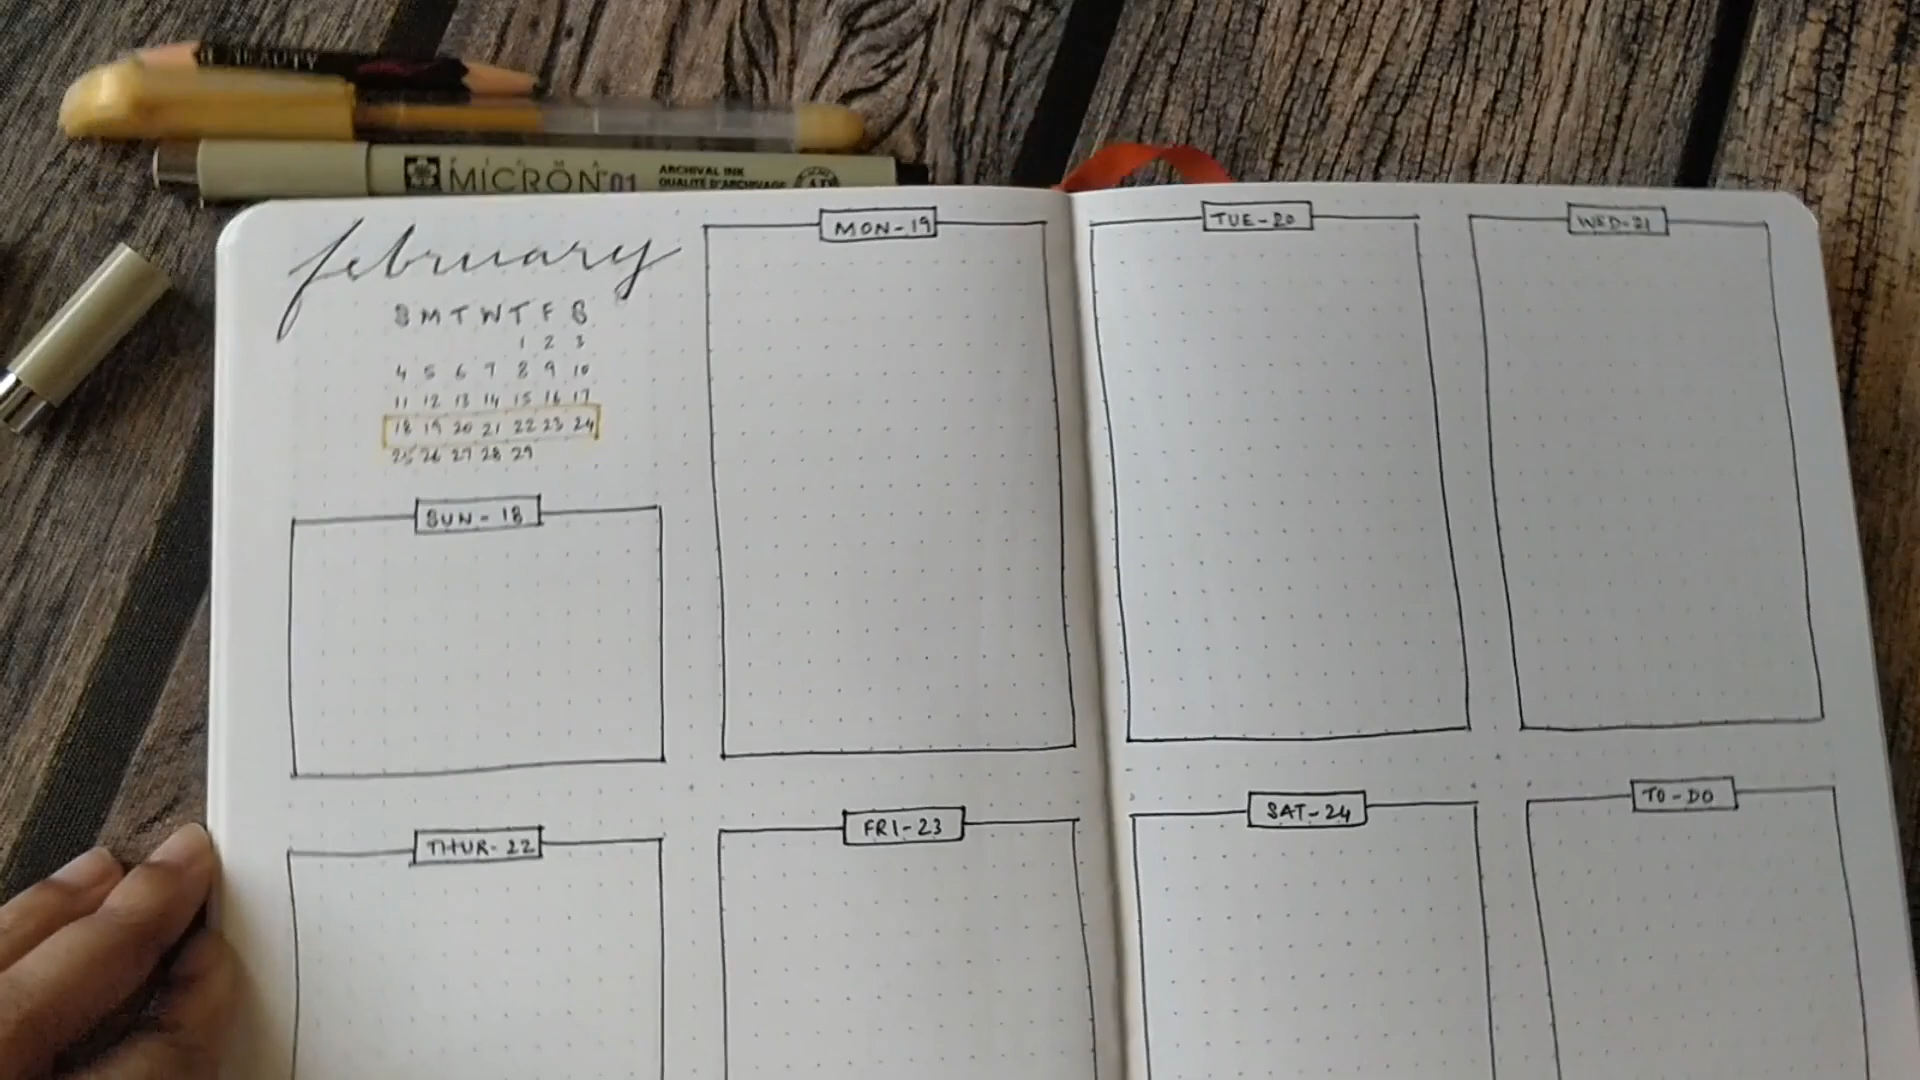 BEAUTY
PIGMA
MICRON 01
ARCHIVAL INK
QUALITE D'ARCHIVAGE
february
S M T W T F S
1 2 3
4 5 6 7 8 9 10
11 12 13 14 15 16 17
18 19 20 21 22 23 24
25 26 27 28 29
SUN - 18
MON - 19
TUE - 20
WED - 21
THUR - 22
FRI - 23
SAT - 24
TO - DO